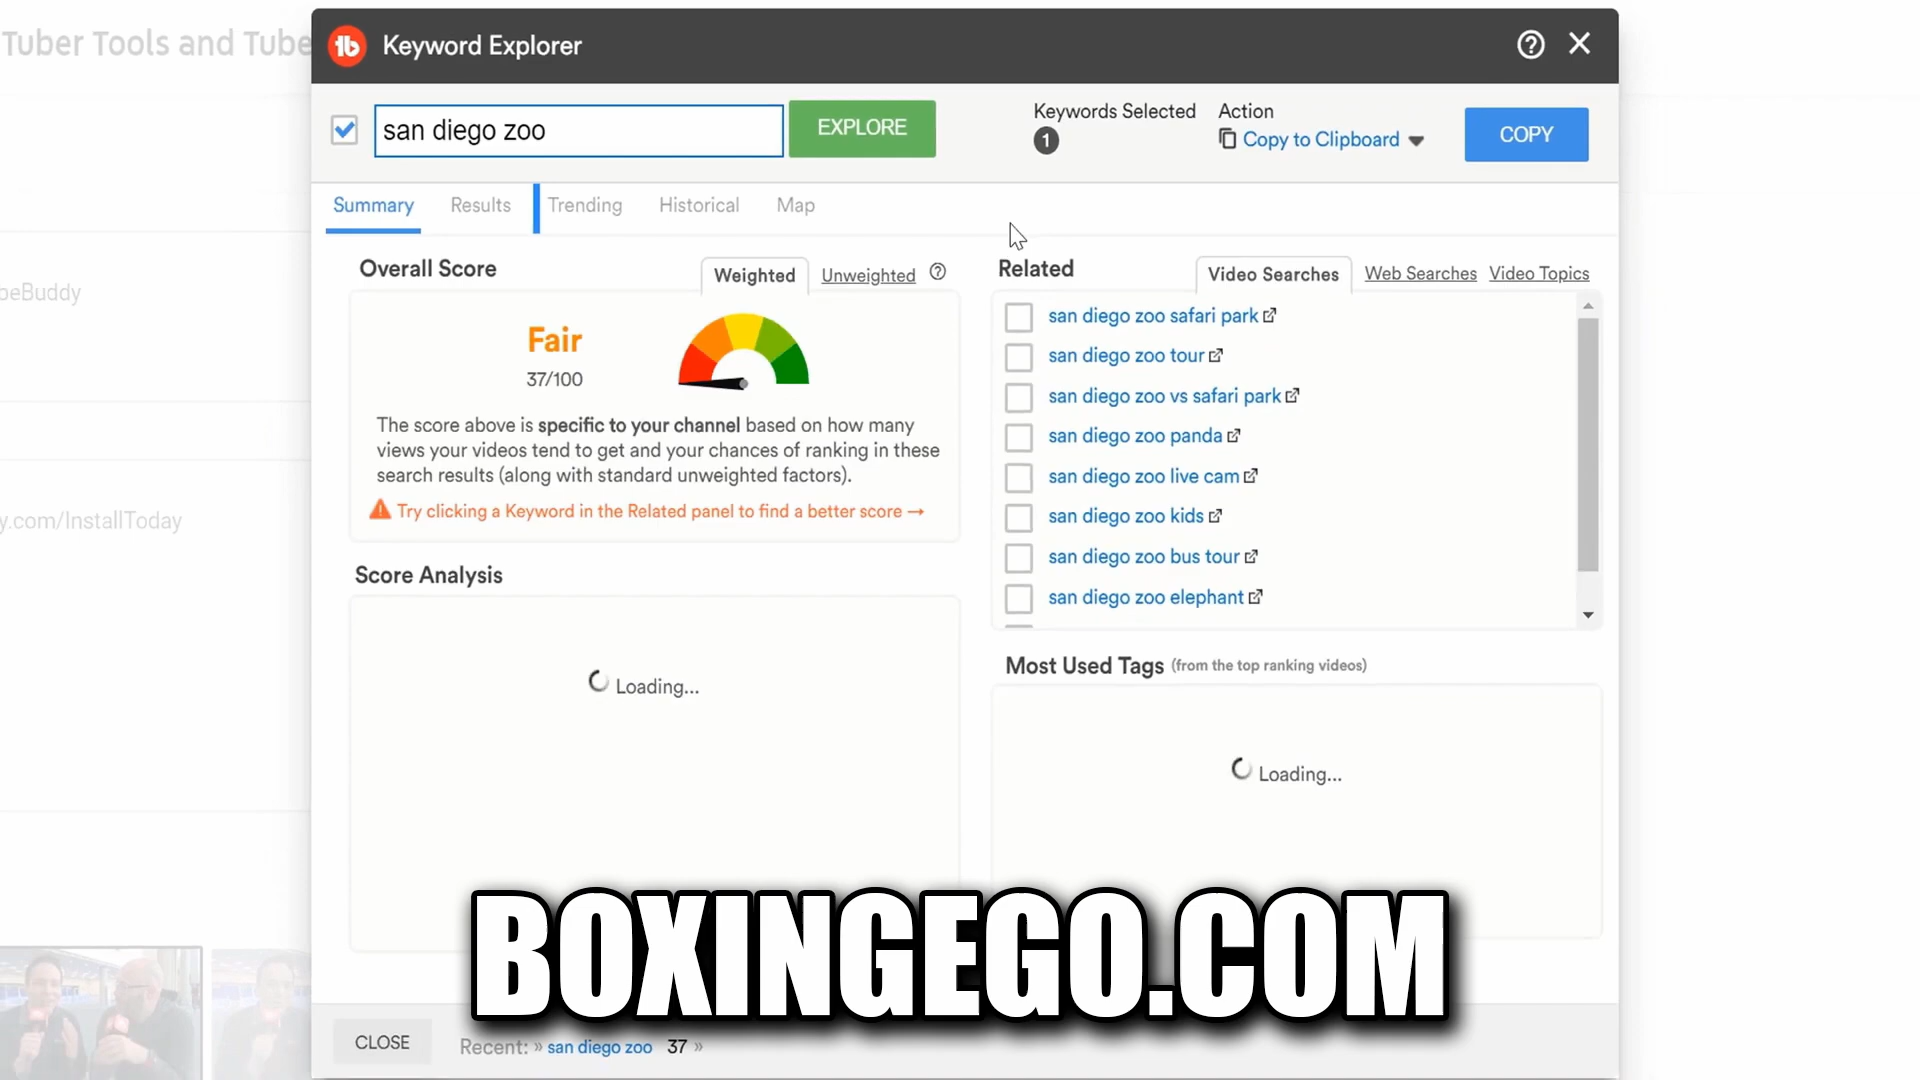 Tuber Tools and Tube
Keyword Explorer
san diego zoo
EXPLORE
Keywords Selected
1
Action
Copy to Clipboard
COPY
Summary
Results
Trending
Historical
Map
Overall Score
Weighted
Unweighted
Fair
37/100
The score above is specific to your channel based on how many
views your videos tend to get and your chances of ranking in these
search results (along with standard unweighted factors).
Try clicking a Keyword in the Related panel to find a better score →
Related
Video Searches
Web Searches
Video Topics
san diego zoo safari park
san diego zoo tour
san diego zoo vs safari park
san diego zoo panda
san diego zoo live cam
san diego zoo kids
san diego zoo bus tour
san diego zoo elephant
beBuddy
y.com/InstallToday
Score Analysis
Loading...
Most Used Tags (from the top ranking videos)
Loading...
BOXINGEGO.COM
CLOSE
Recent: » san diego zoo 37 »